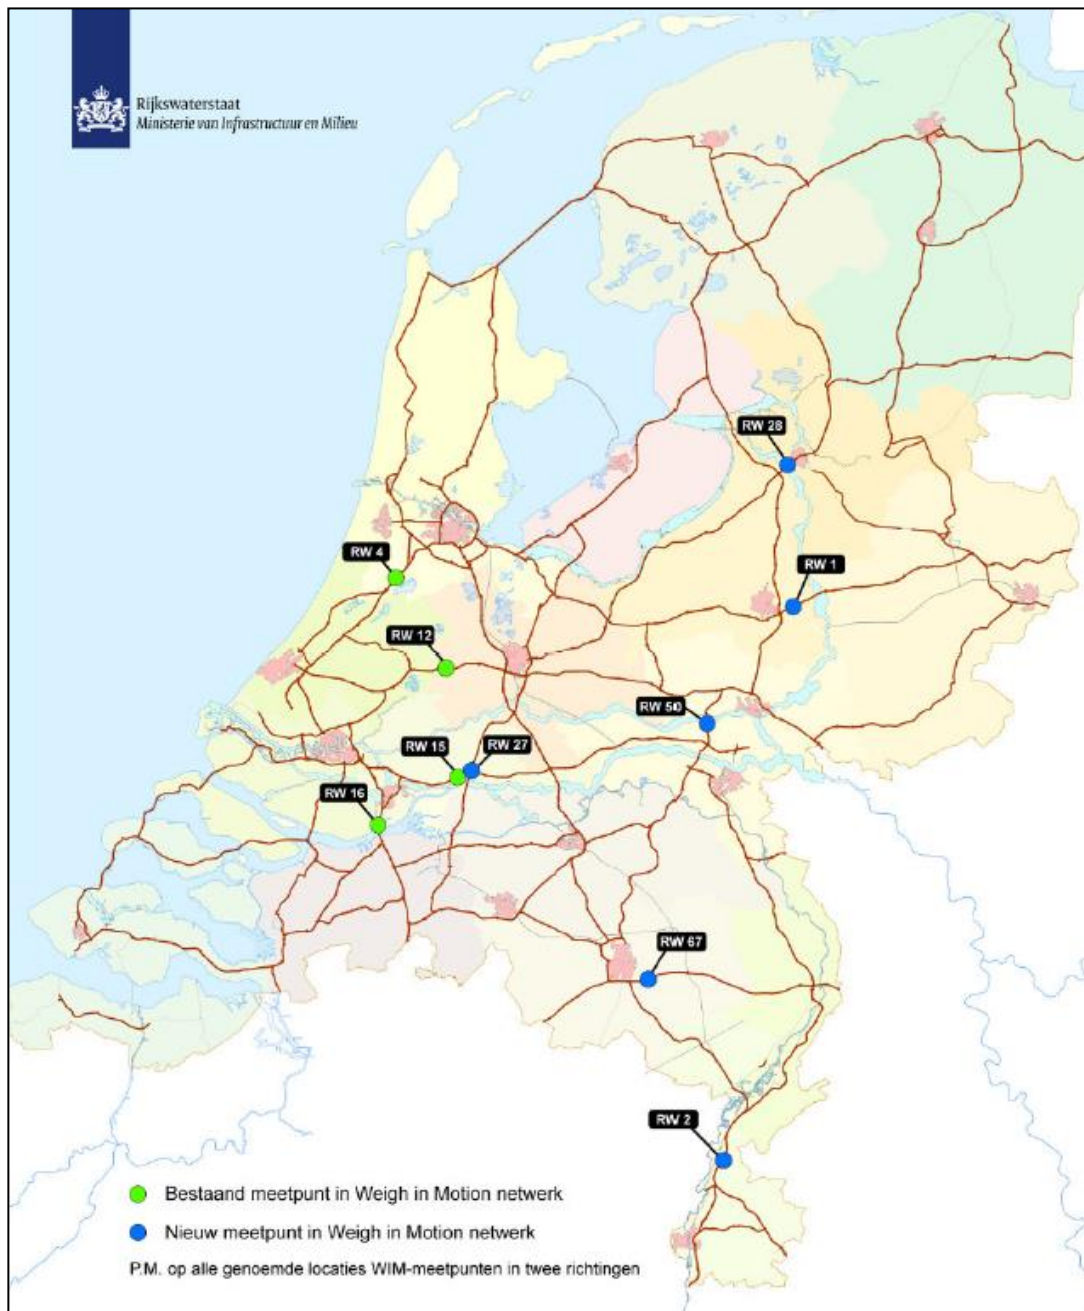 Rijkswaterstaat
Ministerie van Infrastructuur en Milieu
RW 28
RW 4
RW 1
RW 12
RW 50
RW 15
RW 27
RW 16
RW 67
RW 2
Bestaand meetpunt in Weigh in Motion netwerk
Nieuw meetpunt in Weigh in Motion netwerk
P.M. op alle genoemde locaties WIM-meetpunten in twee richtingen